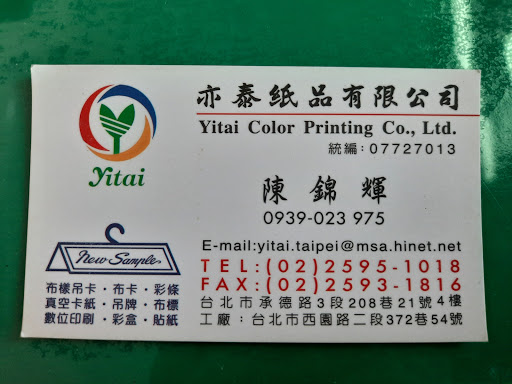 亦泰紙品有限公司
Yitai Color Printing Co., Ltd.
統編:07727013
yitai
陳錦輝
0939-023 975
E-mail:yitai.taipei@msa.hinet.net
TEL:(02)2595-1018
FAX:(02)2593-1816
台北市承德路3段208巷21號4樓
工廠:台北市西園路二段372巷54號
New Sample
布樣吊卡·布卡·彩條
真空卡紙·吊牌·布標
數位印刷·彩盒·貼紙